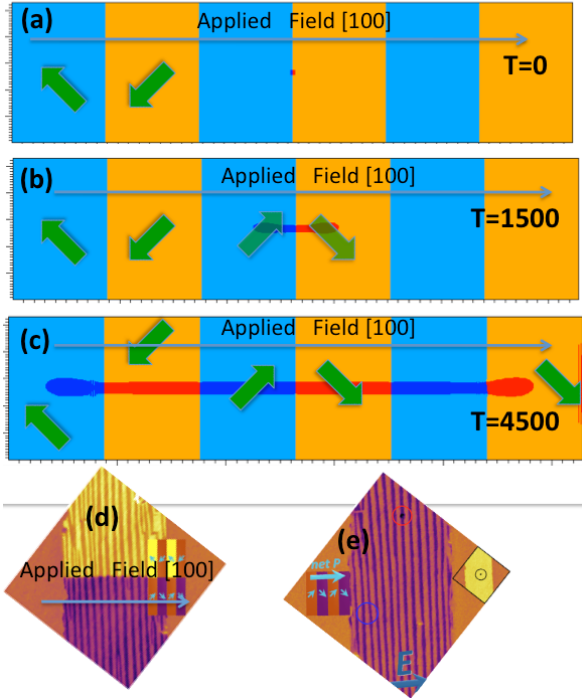 (a)
Applied Field [100]
T=0
(b)
Applied Field [100]
T=1500
(c)
Applied Field [100]
T=4500
(d)
Applied Field [100]
(e)
net P
E